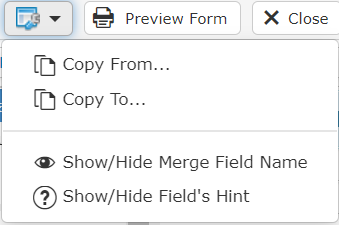 Preview Form
Close
Copy From...
Copy To...
Show/Hide Merge Field Name
Show/Hide Field's Hint